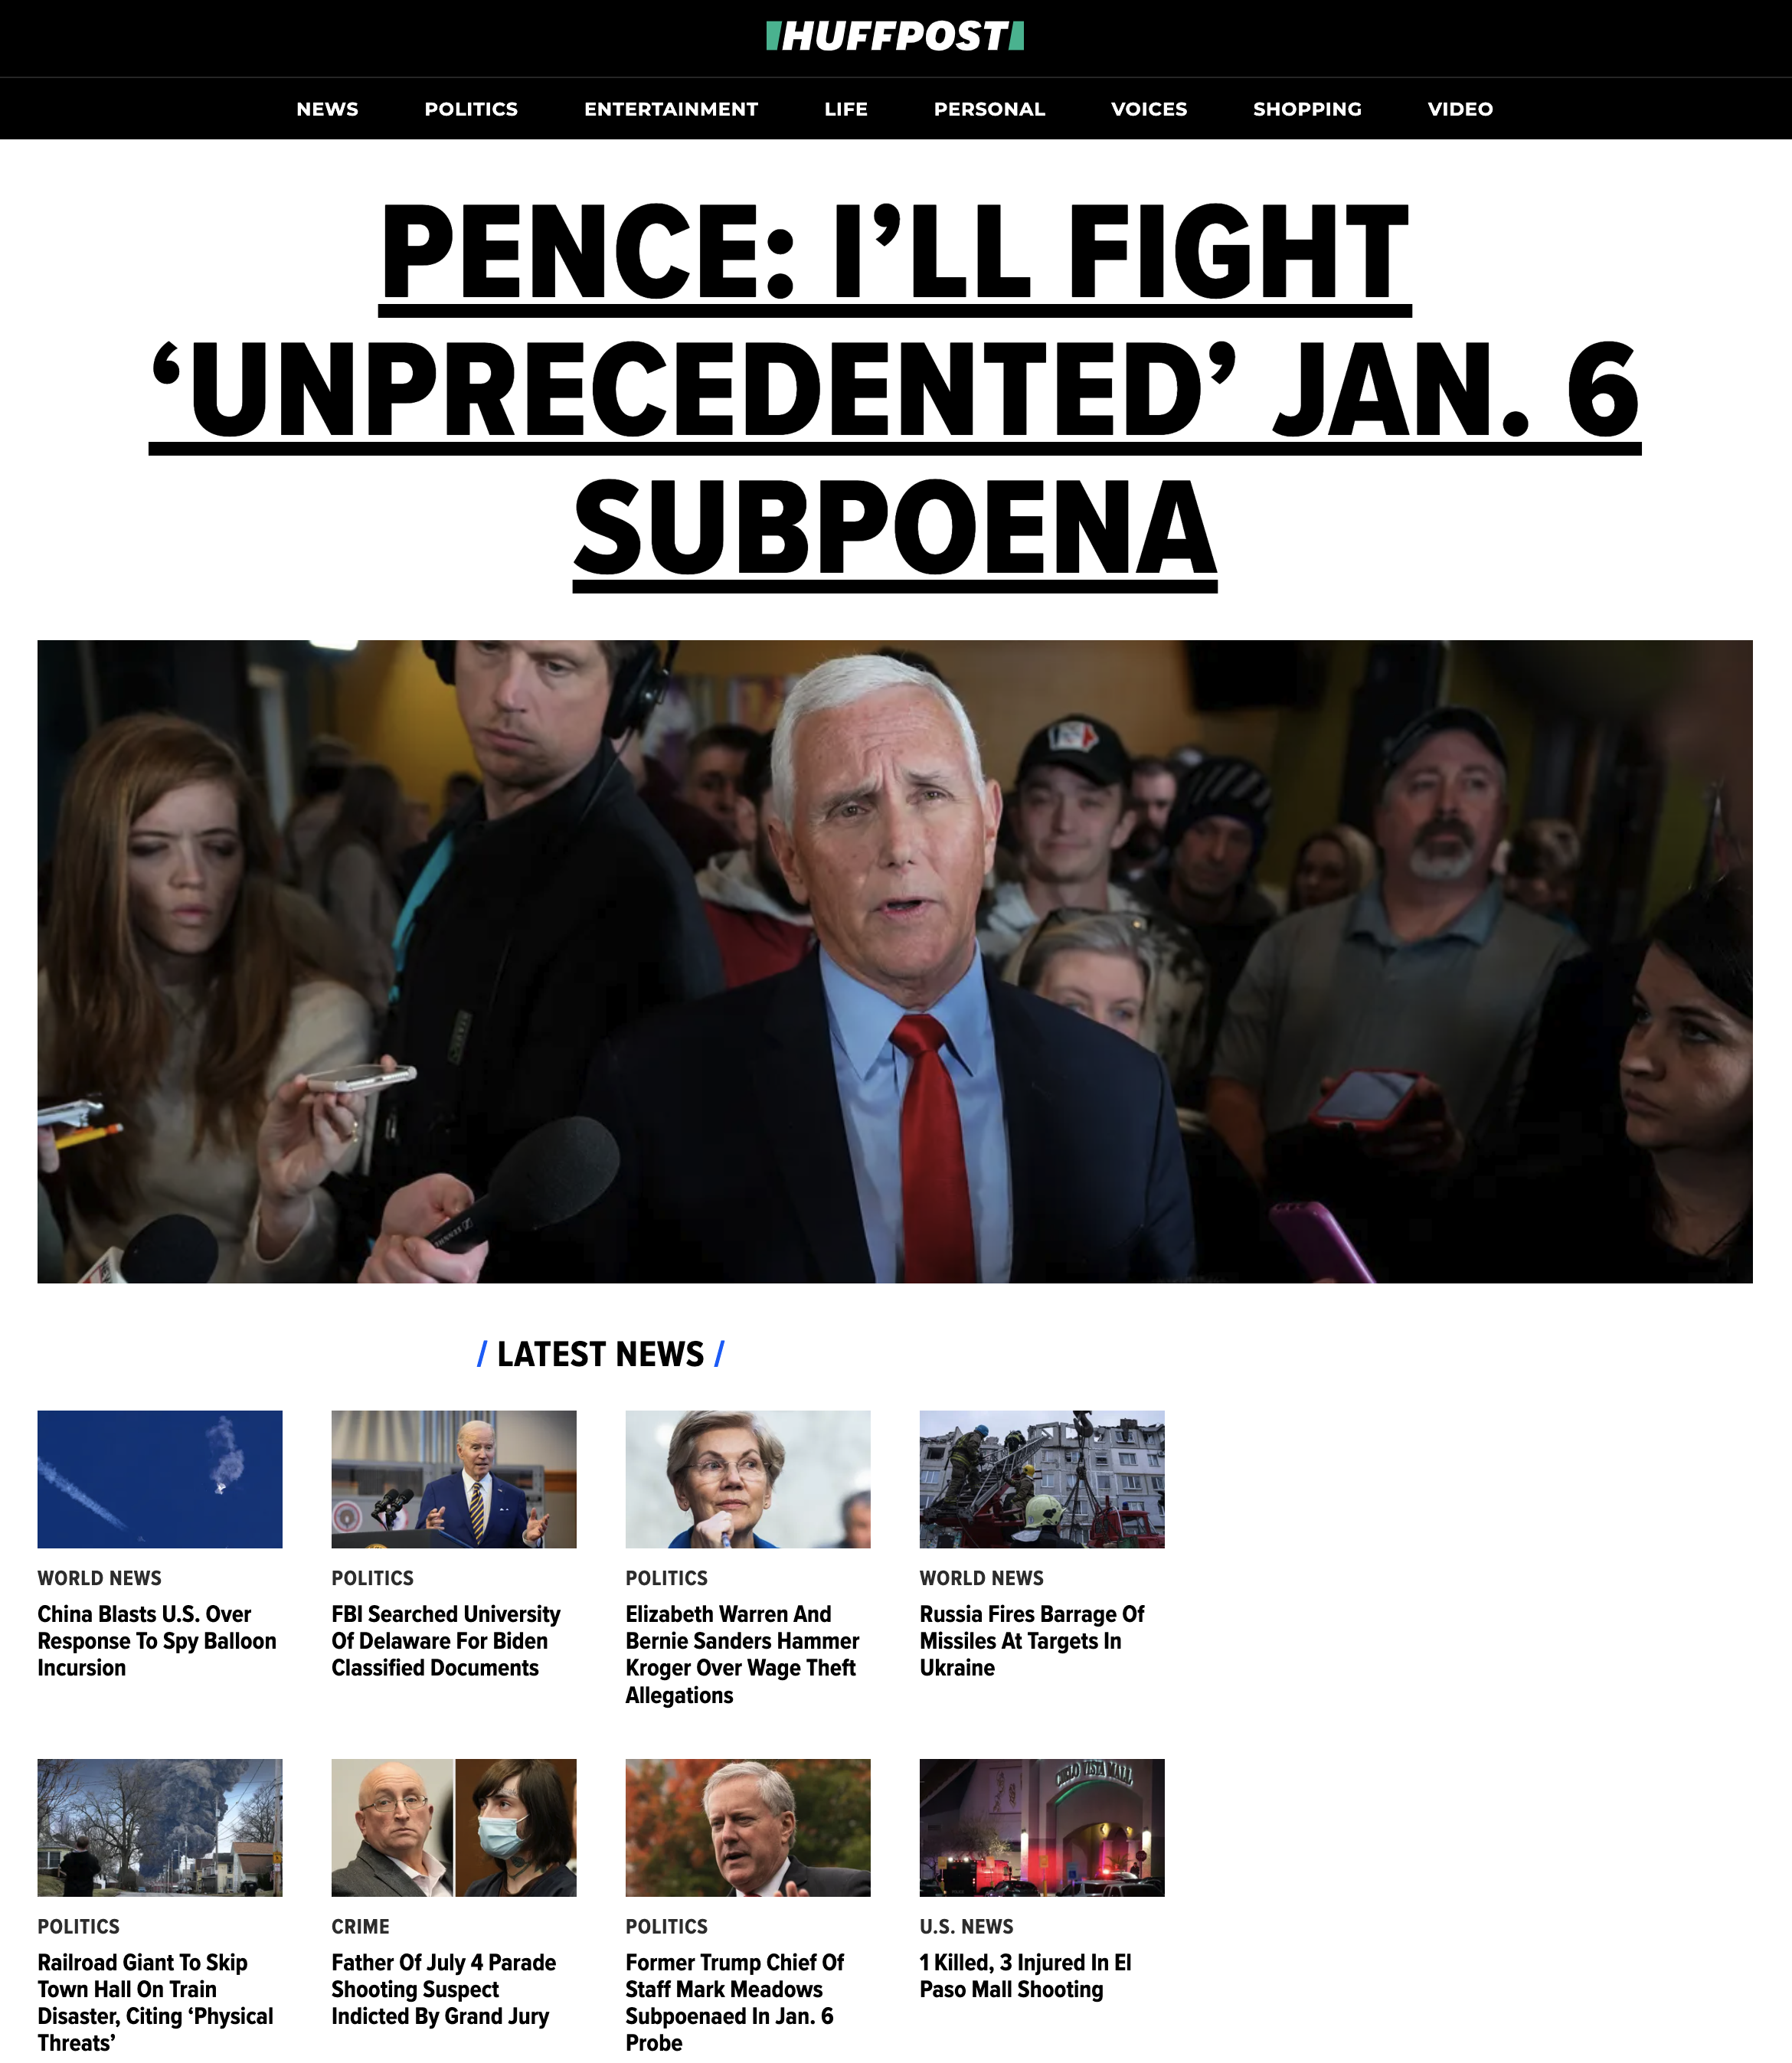 HUFFPOST
NEWS POLITICS ENTERTAINMENT LIFE PERSONAL VOICES SHOPPING VIDEO
PENCE: I’LL FIGHT
‘UNPRECEDENTED’ JAN. 6
SUBPOENA
/ LATEST NEWS /
WORLD NEWS
China Blasts U.S. Over
Response To Spy Balloon
Incursion
POLITICS
FBI Searched University
Of Delaware For Biden
Classified Documents
POLITICS
Elizabeth Warren And
Bernie Sanders Hammer
Kroger Over Wage Theft
Allegations
WORLD NEWS
Russia Fires Barrage Of
Missiles At Targets In
Ukraine
POLITICS
Railroad Giant To Skip
Town Hall On Train
Disaster, Citing ‘Physical
Threats’
CRIME
Father Of July 4 Parade
Shooting Suspect
Indicted By Grand Jury
POLITICS
Former Trump Chief Of
Staff Mark Meadows
Subpoenaed In Jan. 6
Probe
CIELO VISTA MALL
U.S. NEWS
1 Killed, 3 Injured In El
Paso Mall Shooting